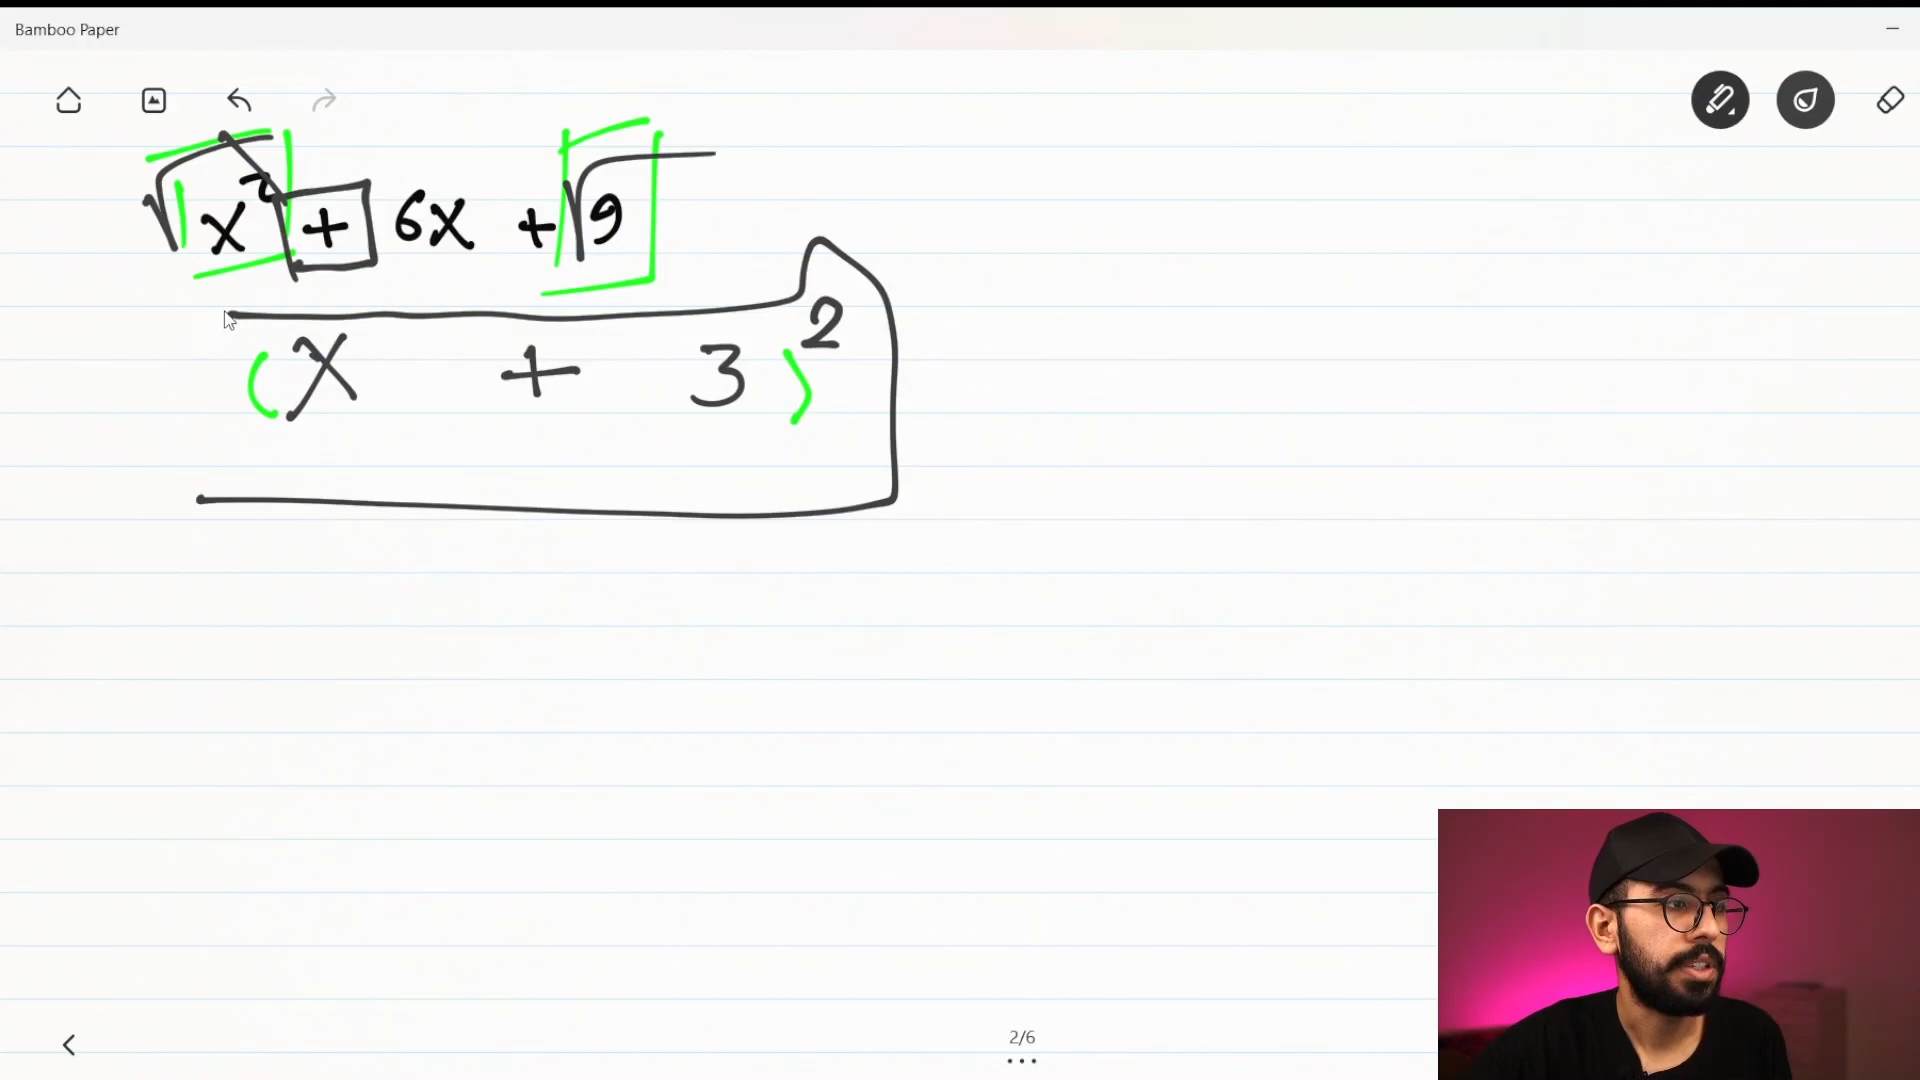 Bamboo Paper
√x² + 6x + √9
(x + 3)²
2/6